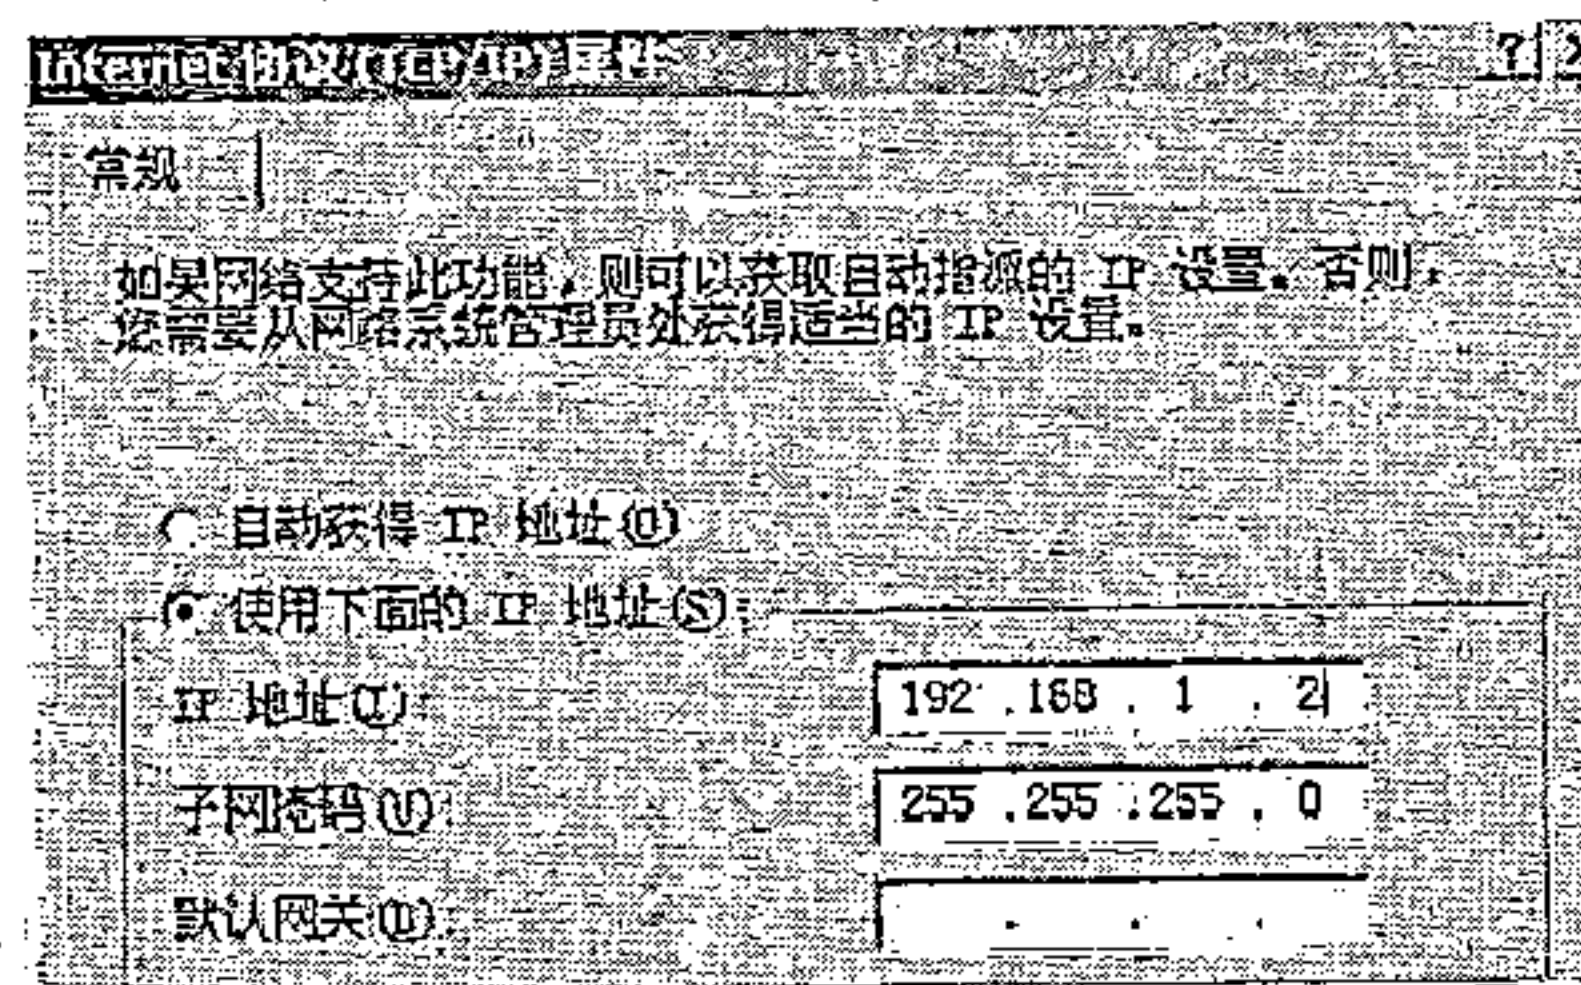 Internet 协议 (TCP/IP) 属性
常规
如果网络支持此功能，则可以获取自动指派的 IP 设置。否则，
您需要从网络系统管理员处获得适当的 IP 设置。
自动获得 IP 地址(O)
使用下面的 IP 地址(S):
IP 地址(I): 192 .168 . 1 . 2
子网掩码(U): 255 .255 .255 . 0
默认网关(D): . . .